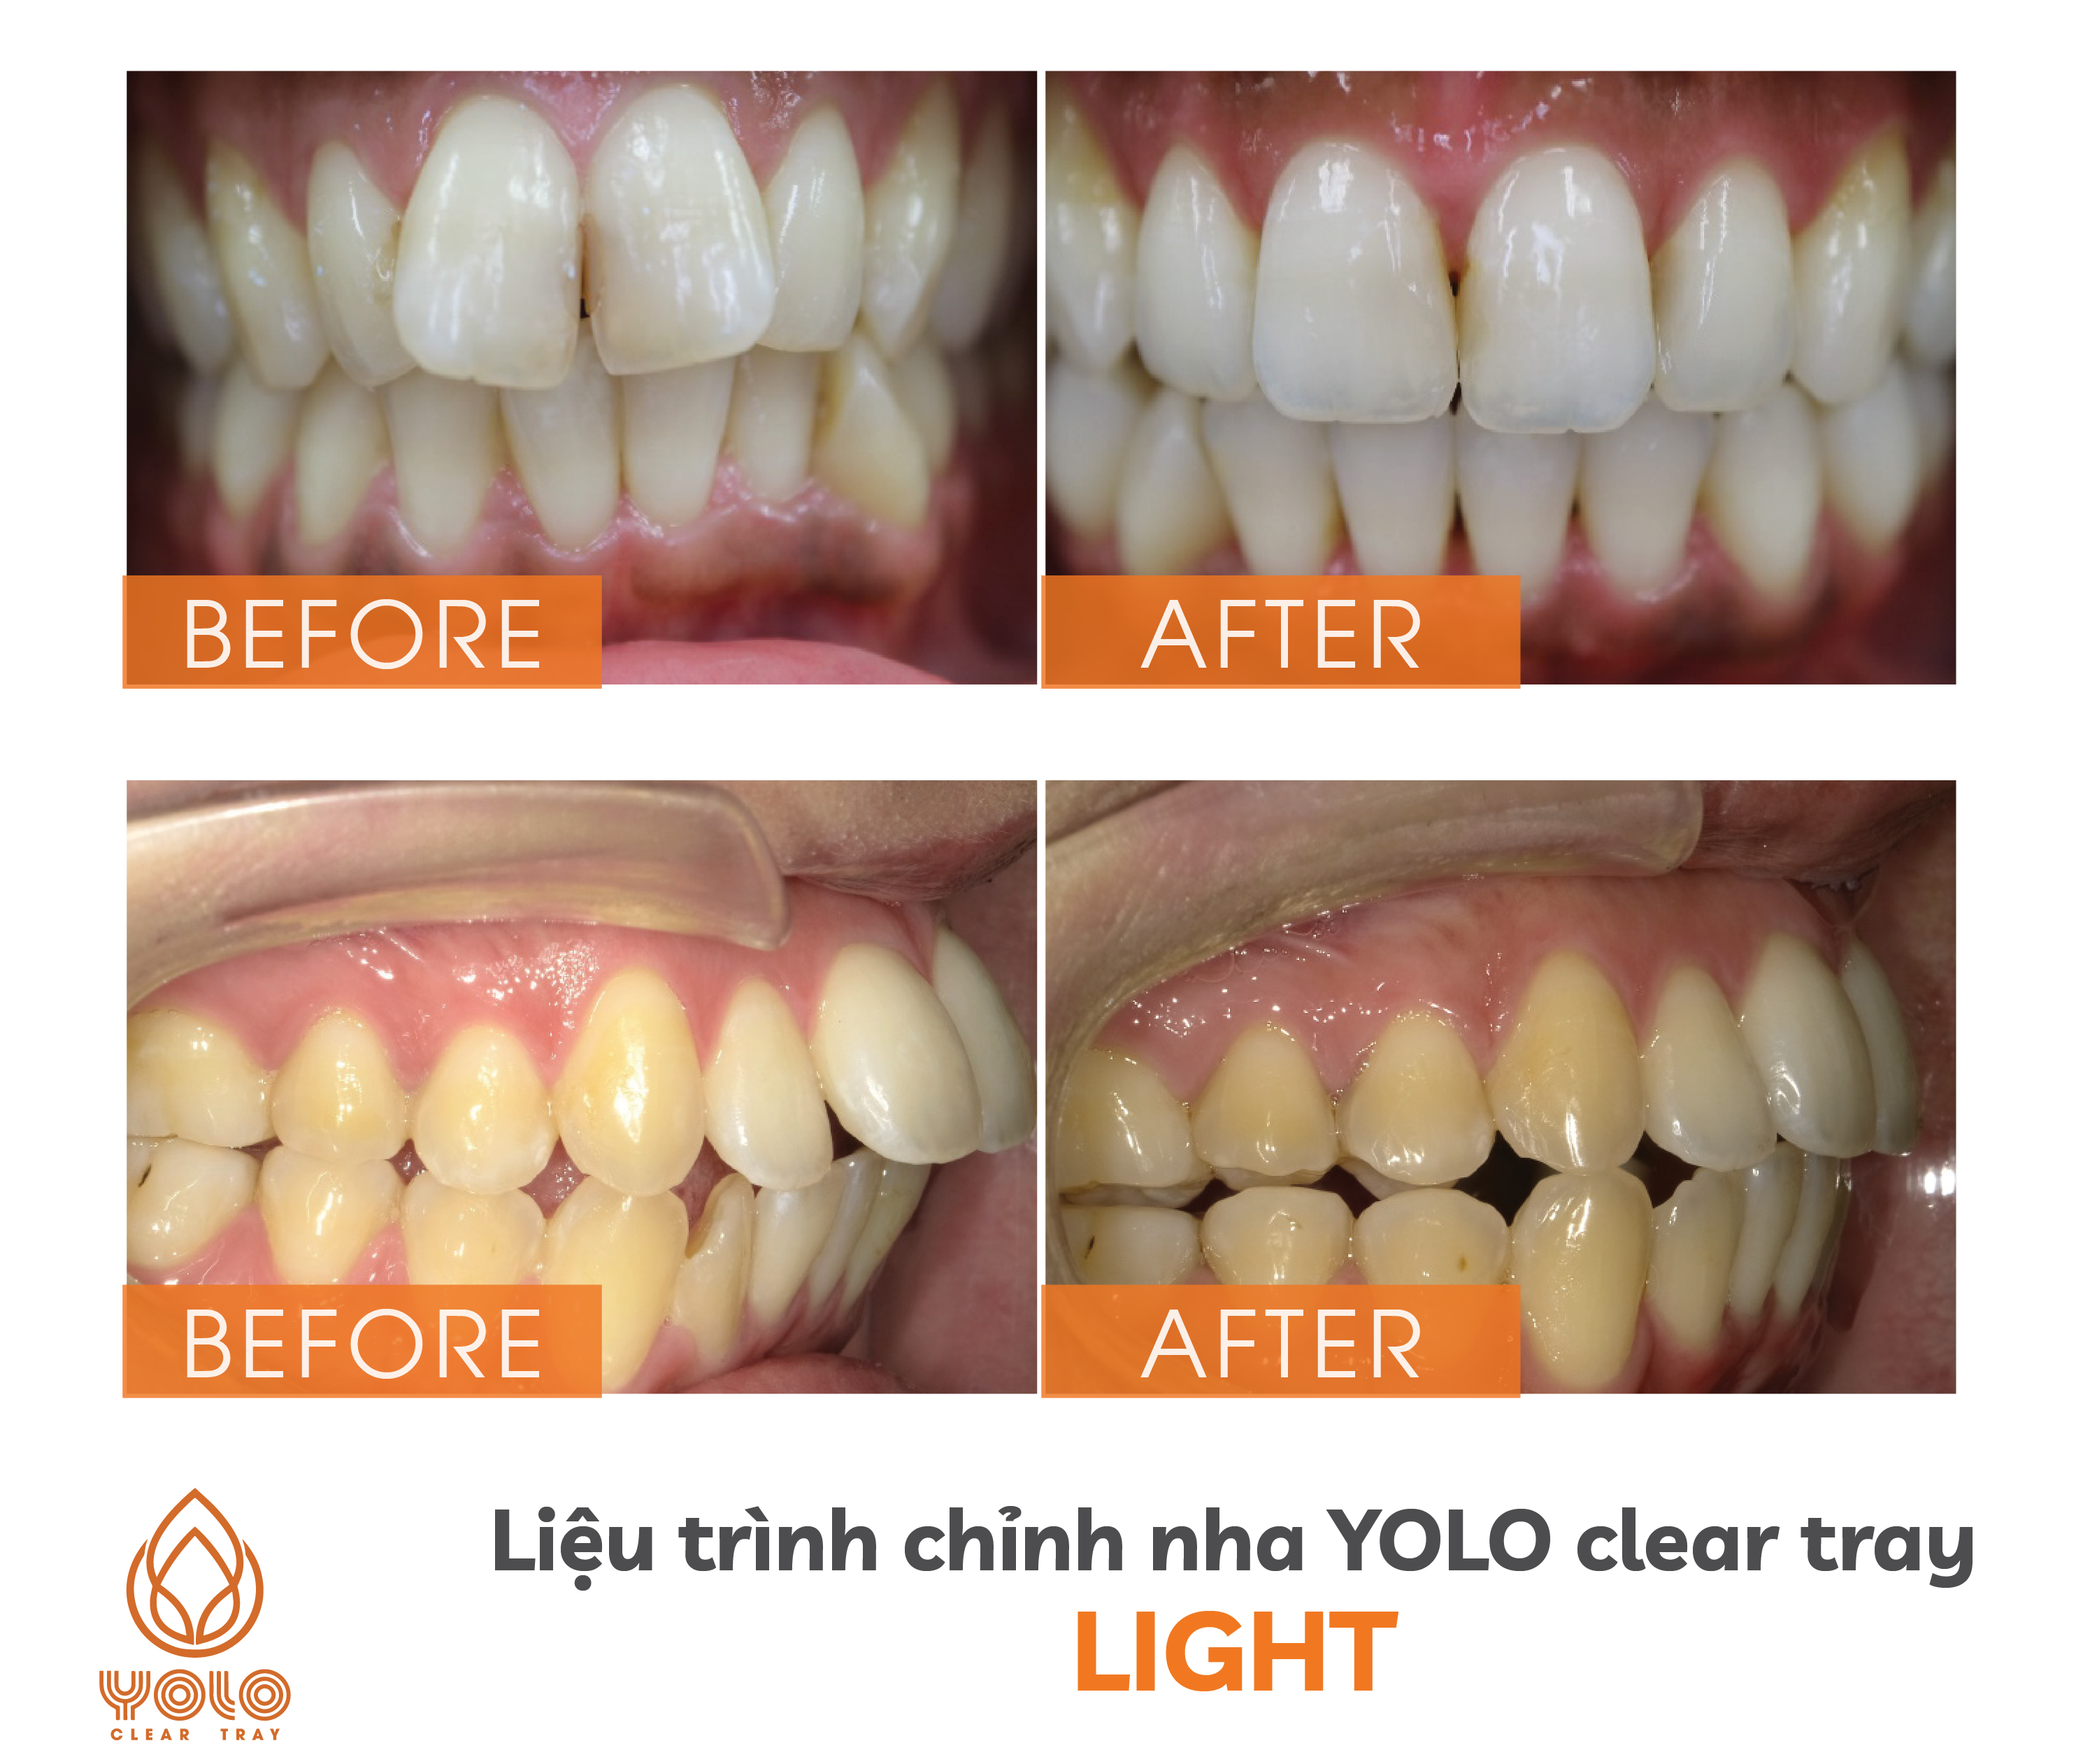 BEFORE
AFTER
BEFORE
AFTER
Liệu trình chỉnh nha YOLO clear tray
LIGHT
YOLO
CLEAR TRAY